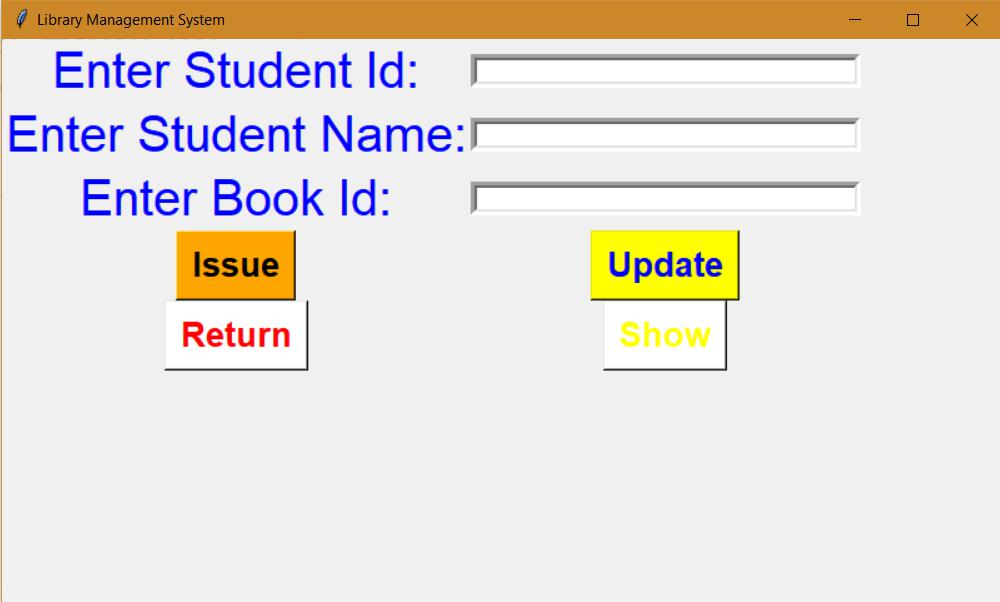 Library Management System
Enter Student Id:
Enter Student Name:
Enter Book Id:
Issue Update
Return Show